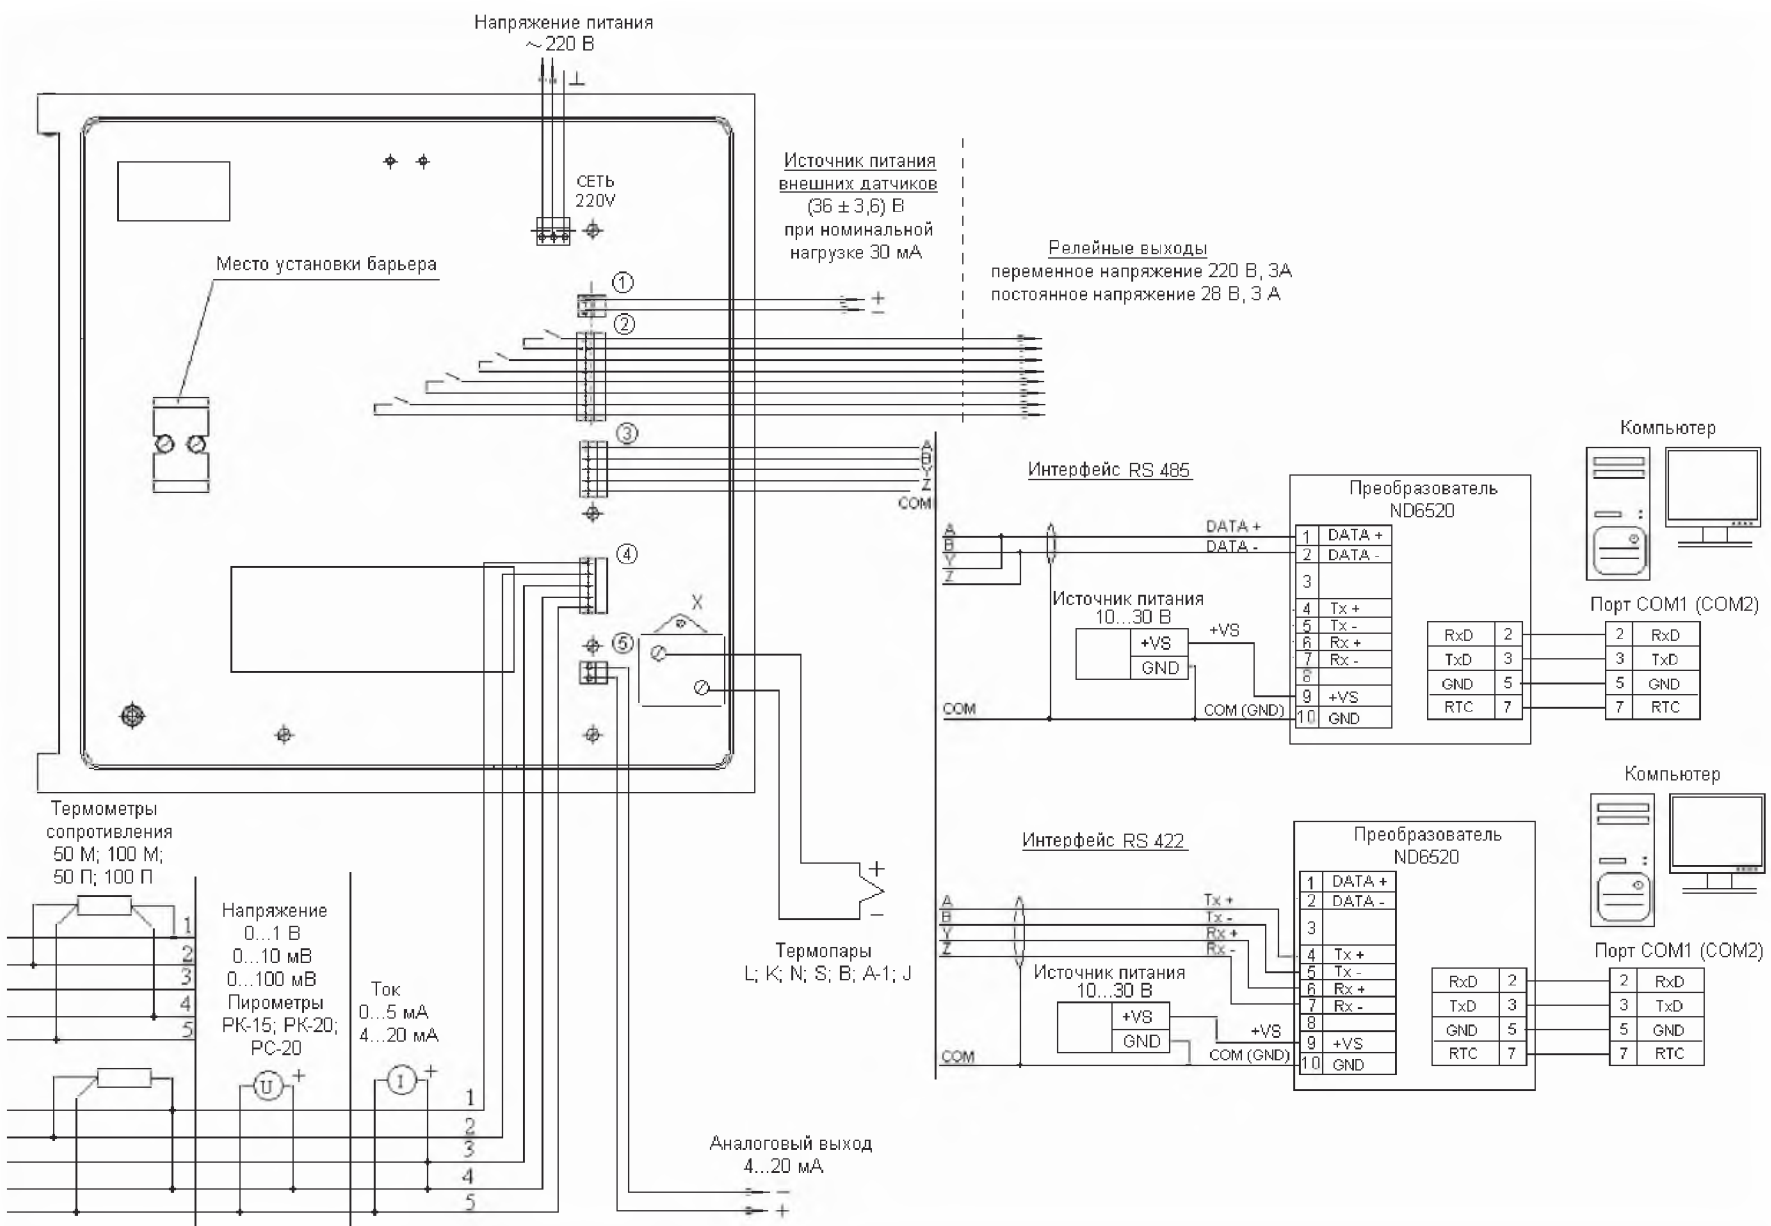 Напряжение питания
~ 220 В
СЕТЬ
220V
Место установки барьера
Источник питания
внешних датчиков
(36 ± 3,6) В
при номинальной
нагрузке 30 мА
Релейные выходы
переменное напряжение 220 В, 3А
постоянное напряжение 28 В, 3 А
1
+
−
2
3
A
B
Y
Z
COM
4
X
5
Интерфейс RS 485
A
B
Y
Z
DATA +
DATA -
Источник питания
10...30 В
+VS
GND
+VS
COM
COM (GND)
Преобразователь
ND6520
1 DATA +
2 DATA -
3
4 Tx +
5 Tx -
6 Rx +
7 Rx -
8
9 +VS
10 GND
RxD 2
TxD 3
GND 5
RTC 7
Компьютер
Порт COM1 (COM2)
2 RxD
3 TxD
5 GND
7 RTC
Термометры
сопротивления
50 М; 100 М;
50 П; 100 П
1
2
3
4
5
Напряжение
0...1 В
0...10 мВ
0...100 мВ
Пирометры
РК-15; РК-20;
РС-20
U +
Ток
0...5 мА
4...20 мА
I +
1
2
3
4
5
+
−
Термопары
L; K; N; S; B; A-1; J
Аналоговый выход
4...20 мА
−
+
Интерфейс RS 422
A
B
Y
Z
Tx +
Tx -
Rx +
Rx -
Источник питания
10...30 В
+VS
GND
+VS
COM
COM (GND)
Преобразователь
ND6520
1 DATA +
2 DATA -
3
4 Tx +
5 Tx -
6 Rx +
7 Rx -
8
9 +VS
10 GND
RxD 2
TxD 3
GND 5
RTC 7
Компьютер
Порт COM1 (COM2)
2 RxD
3 TxD
5 GND
7 RTC